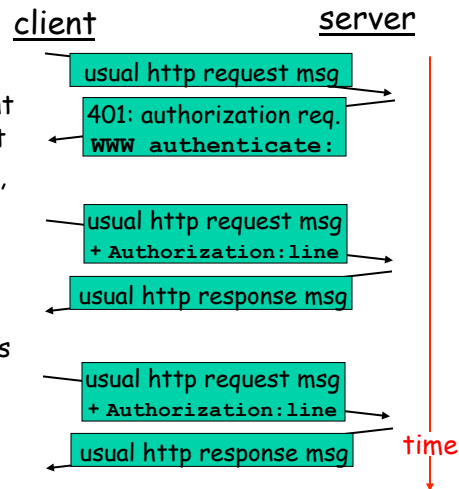 client
server
usual http request msg
401: authorization req.
WWW authenticate:
usual http request msg
+ Authorization:line
usual http response msg
usual http request msg
+ Authorization:line
usual http response msg
time